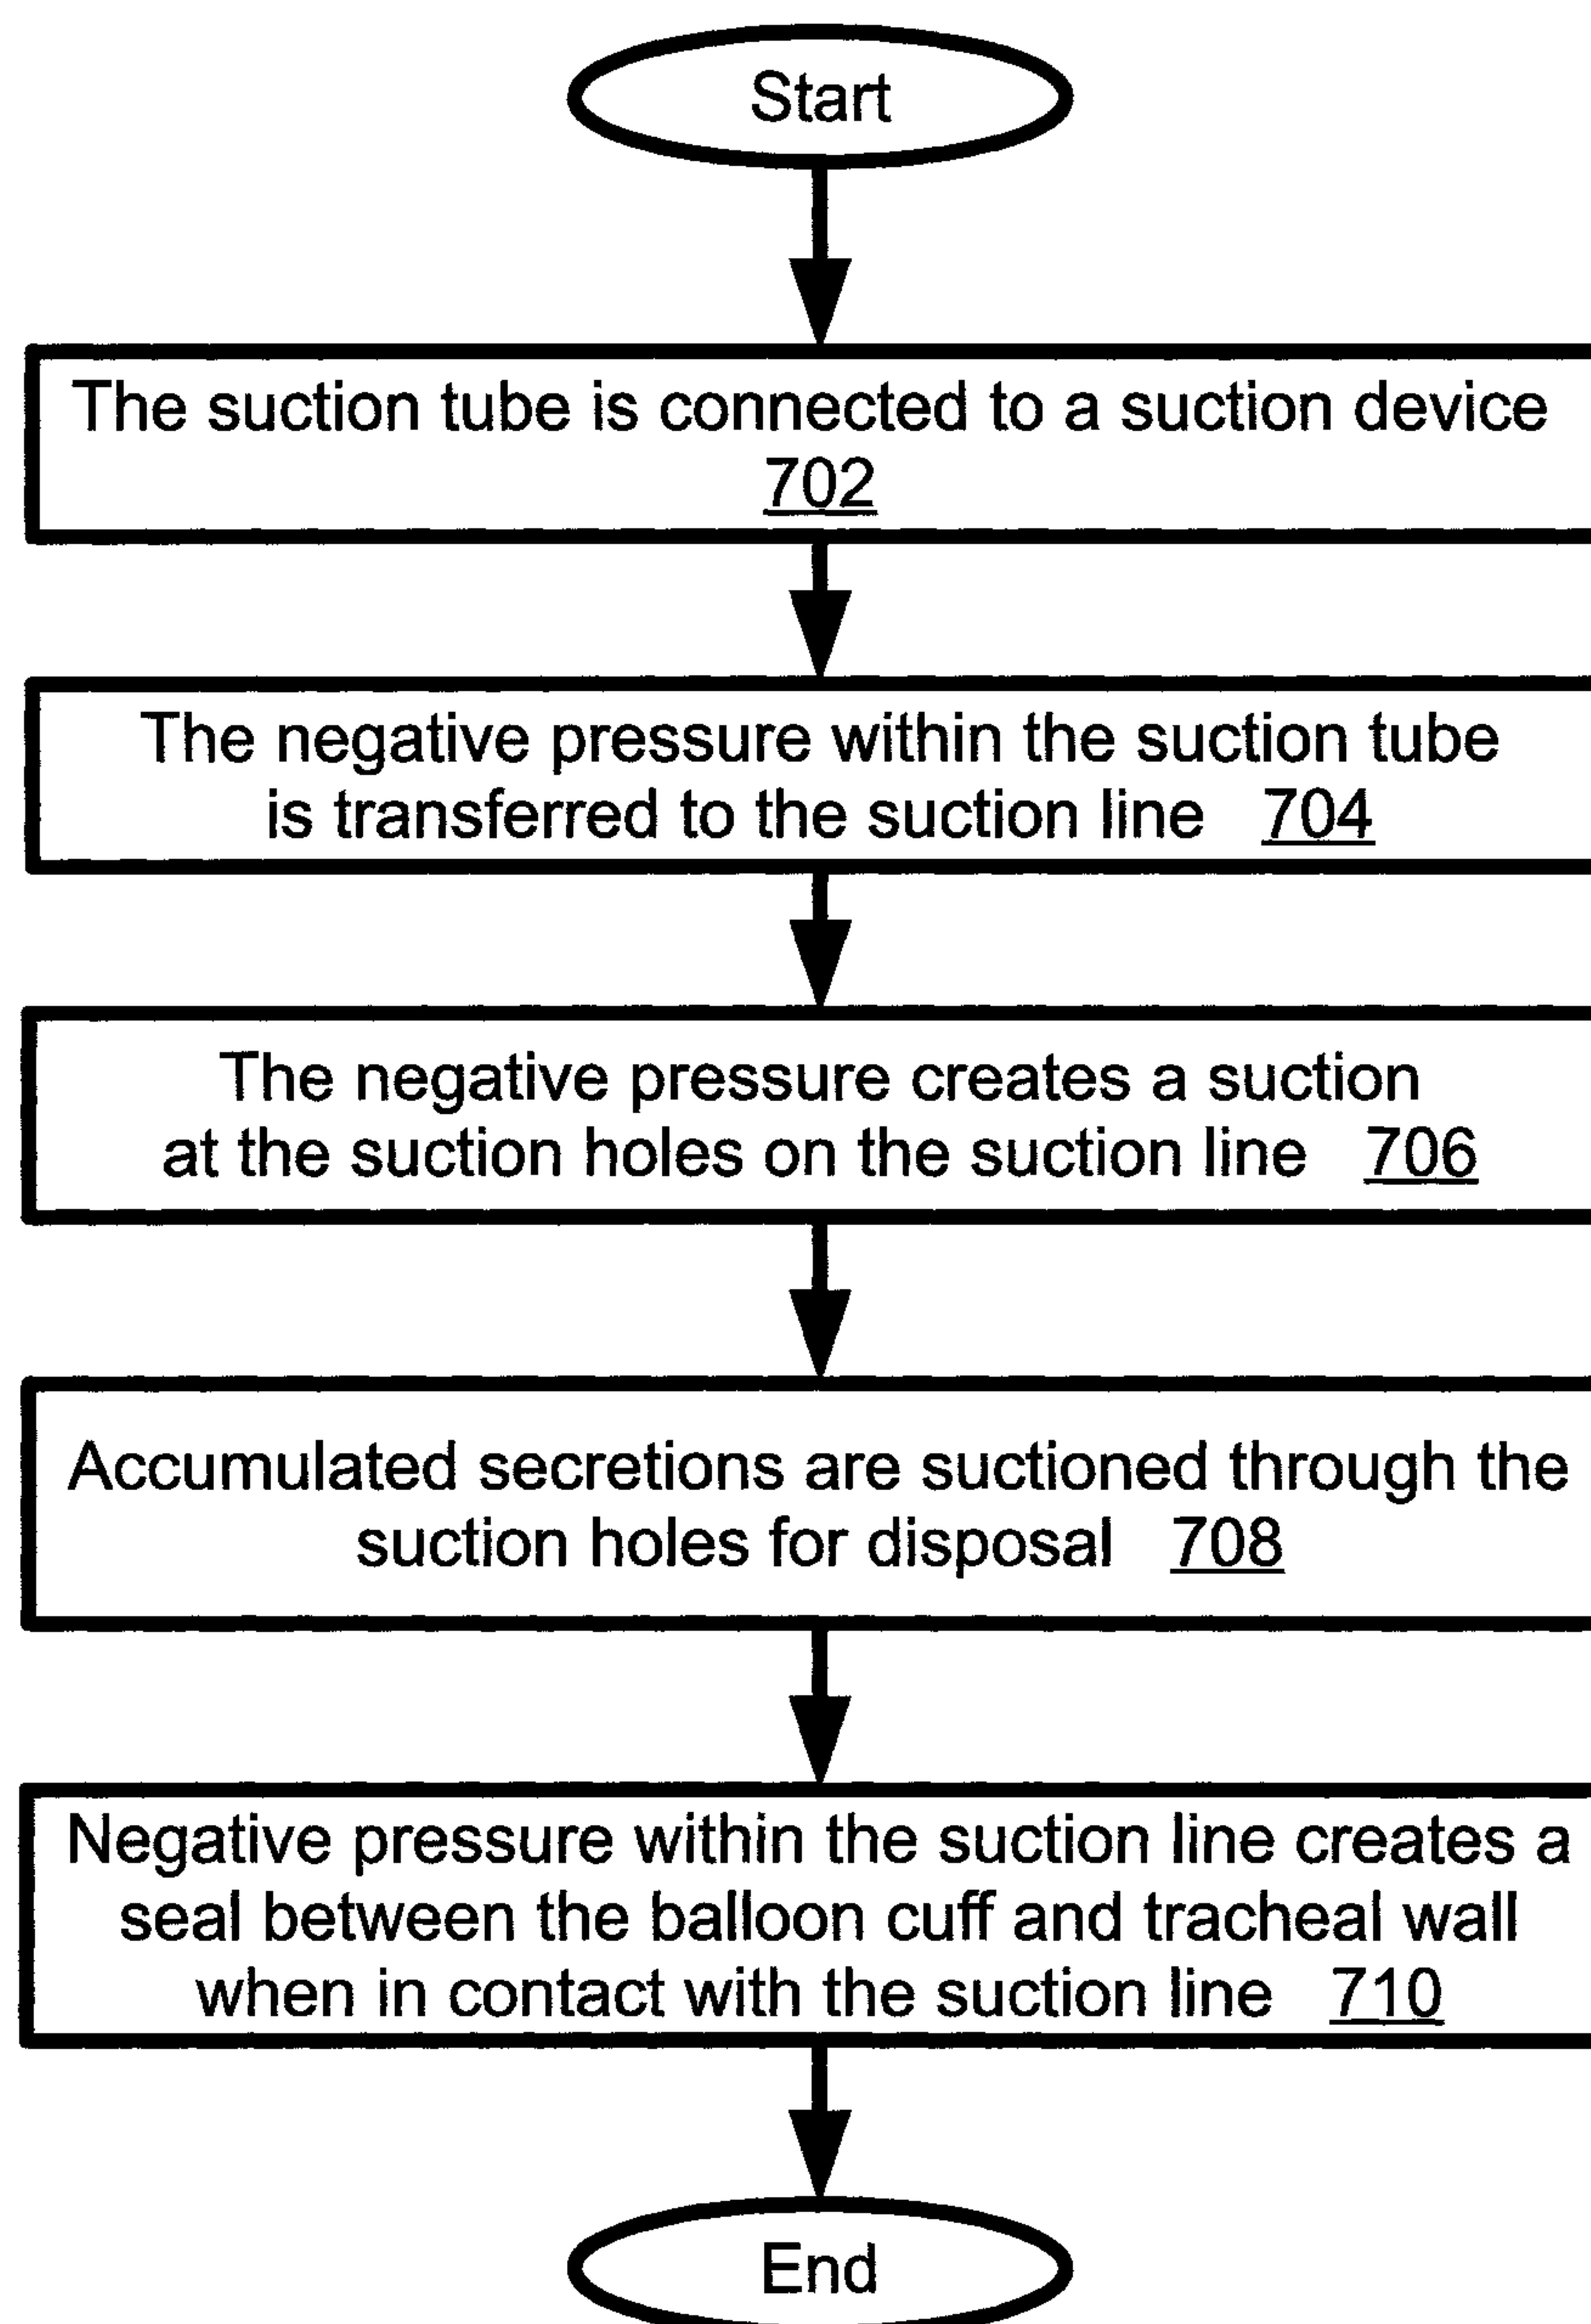 Start
The suction tube is connected to a suction device
702
The negative pressure within the suction tube
is transferred to the suction line 704
The negative pressure creates a suction
at the suction holes on the suction line 706
Accumulated secretions are suctioned through the
suction holes for disposal 708
Negative pressure within the suction line creates a
seal between the balloon cuff and tracheal wall
when in contact with the suction line 710
End